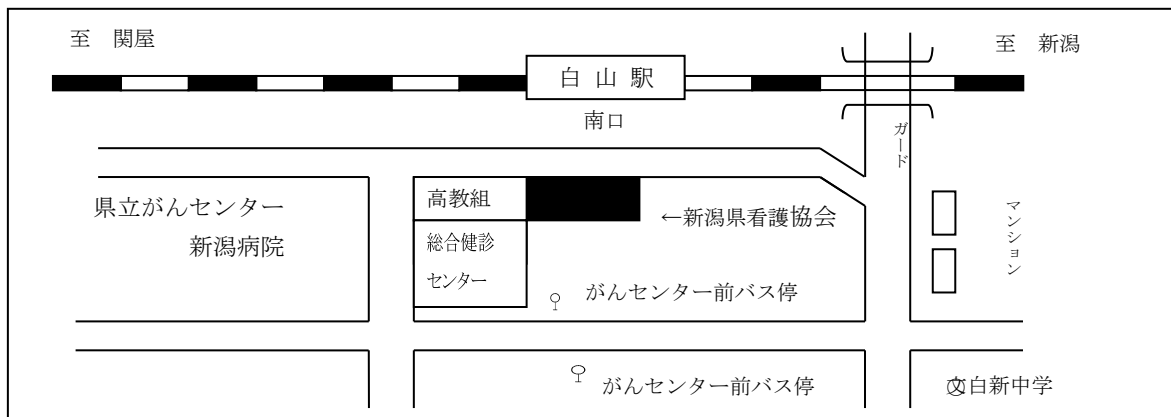 至　関屋
至　新潟
白山駅
南口
ガード
高教組
県立がんセンター
新潟病院
←新潟県看護協会
マンション
総合健診
センター
がんセンター前バス停
がんセンター前バス停
文白新中学